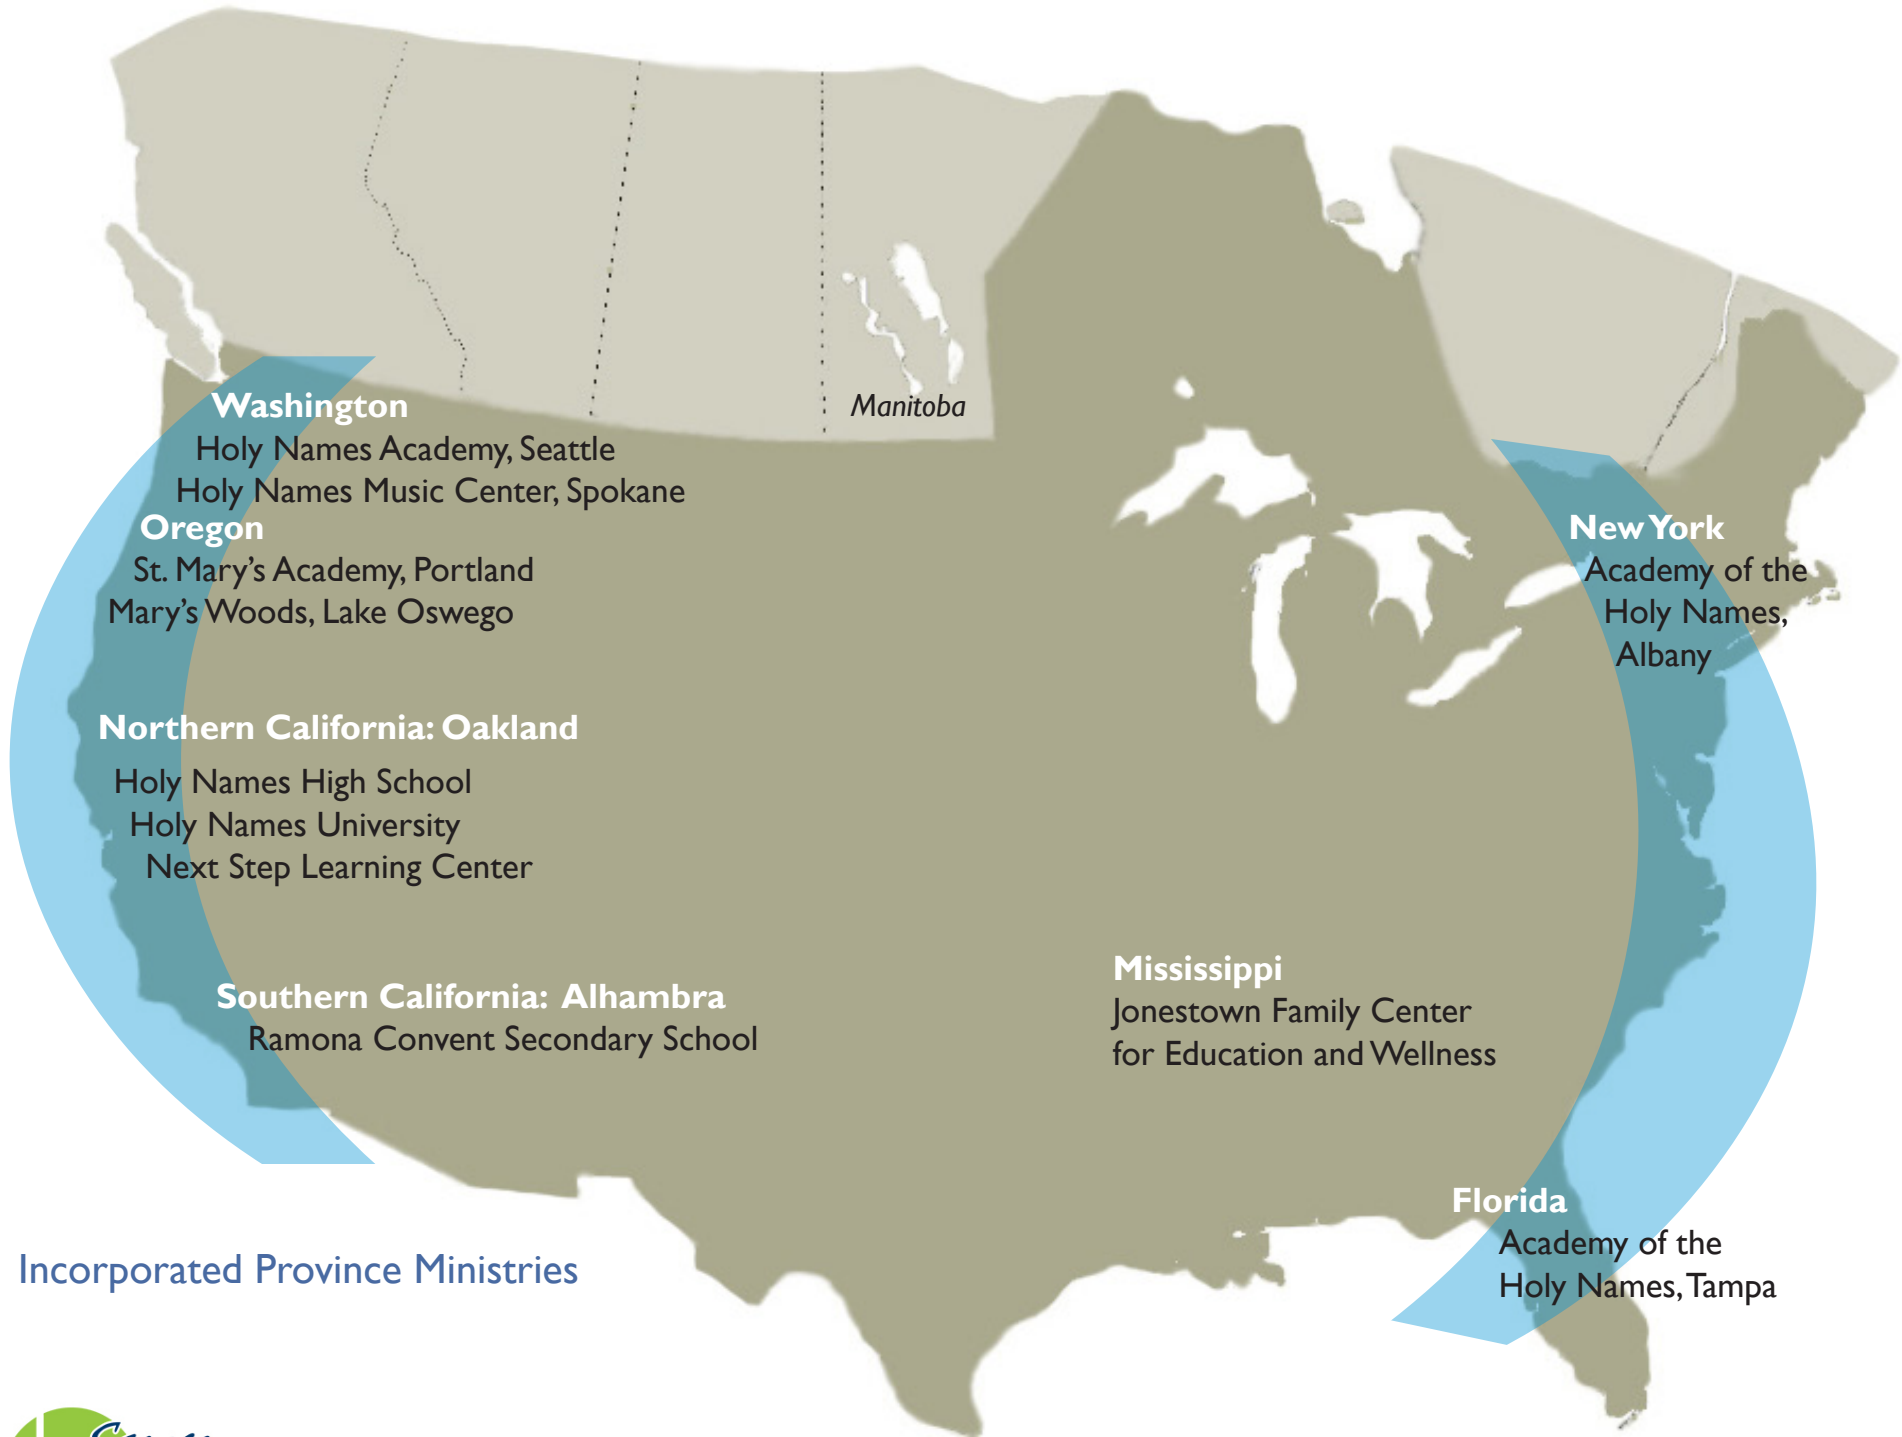 Manitoba
Washington
Holy Names Academy, Seattle
Holy Names Music Center, Spokane
Oregon
St. Mary's Academy, Portland
Mary's Woods, Lake Oswego
New York
Academy of the
Holy Names,
Albany
Northern California: Oakland
Holy Names High School
Holy Names University
Next Step Learning Center
Southern California: Alhambra
Ramona Convent Secondary School
Mississippi
Jonestown Family Center
for Education and Wellness
Florida
Academy of the
Holy Names, Tampa
Incorporated Province Ministries